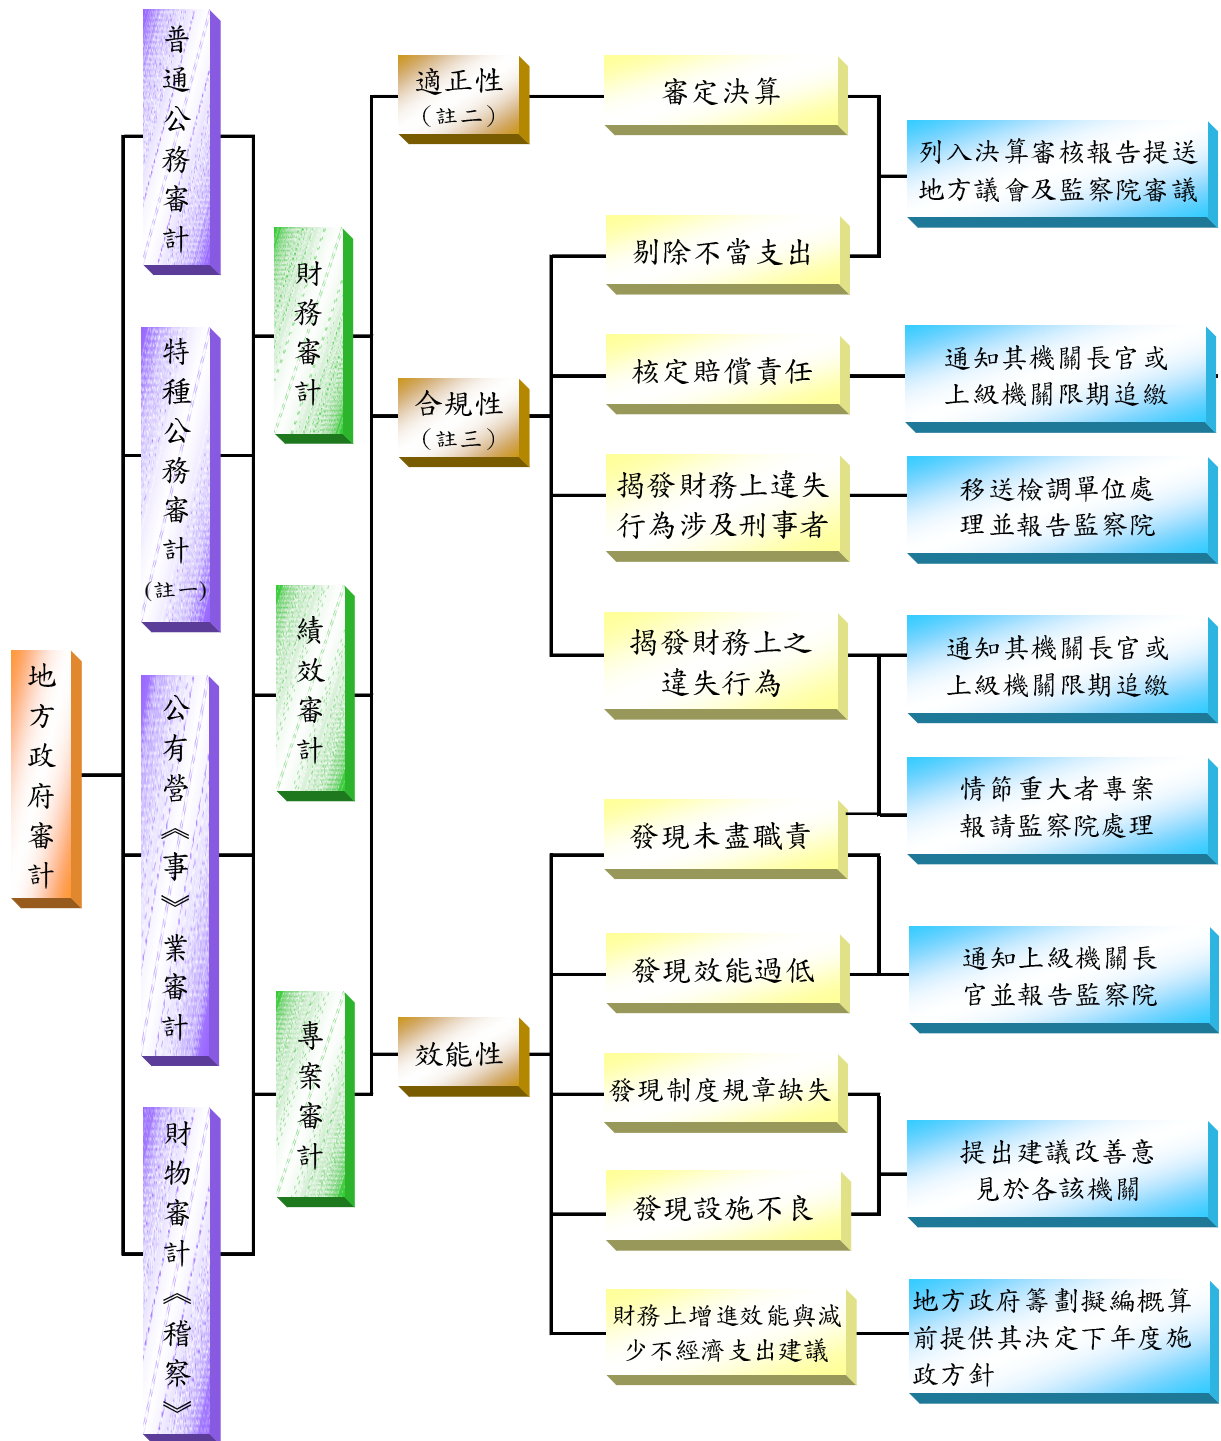 地方政府審計
普通公務審計
特種公務審計
(註一)
公有營《事》業審計
財物審計《稽察》
財務審計
績效審計
專案審計
適正性
（註二）
合規性
（註三）
效能性
審定決算
剔除不當支出
核定賠償責任
揭發財務上違失
行為涉及刑事者
揭發財務上之
違失行為
發現未盡職責
發現效能過低
發現制度規章缺失
發現設施不良
財務上增進效能與減
少不經濟支出建議
列入決算審核報告提送
地方議會及監察院審議
通知其機關長官或
上級機關限期追繳
移送檢調單位處
理並報告監察院
通知其機關長官或
上級機關限期追繳
情節重大者專案
報請監察院處理
通知上級機關長
官並報告監察院
提出建議改善意
見於各該機關
地方政府籌劃擬編概算
前提供其決定下年度施
政方針